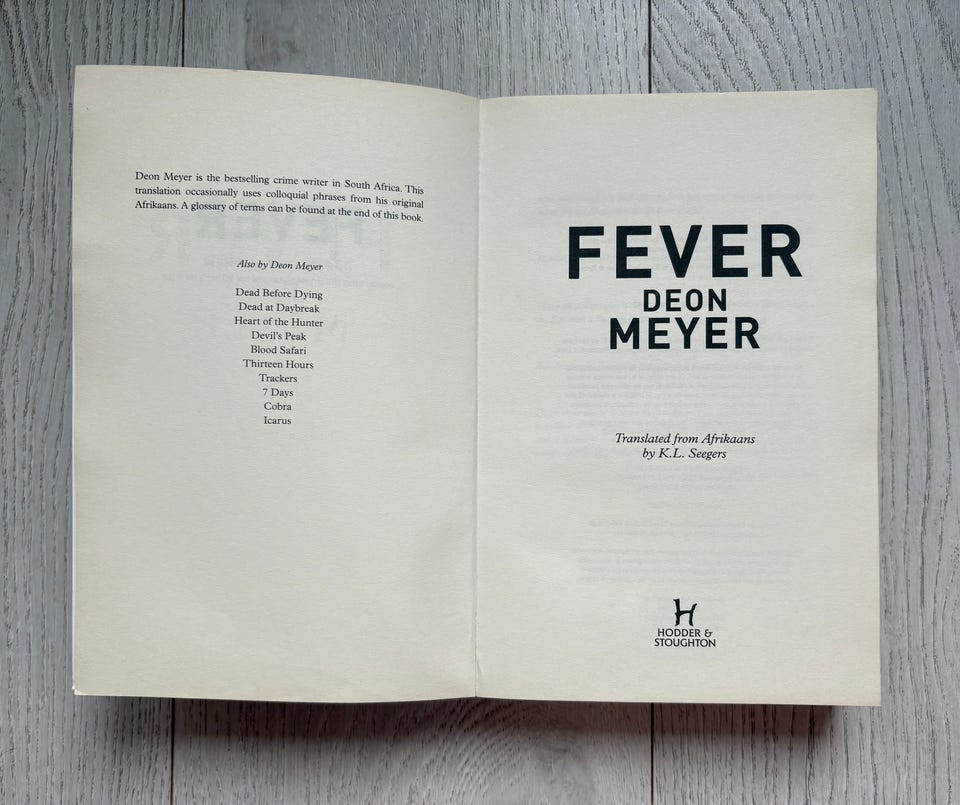 Deon Meyer is the bestselling crime writer in South Africa. This
translation occasionally uses colloquial phrases from his original
Afrikaans. A glossary of terms can be found at the end of this book.
Also by Deon Meyer
Dead Before Dying
Dead at Daybreak
Heart of the Hunter
Devil's Peak
Blood Safari
Thirteen Hours
Trackers
7 Days
Cobra
Icarus
FEVER
DEON
MEYER
Translated from Afrikaans
by K.L. Seegers
H
HODDER &
STOUGHTON